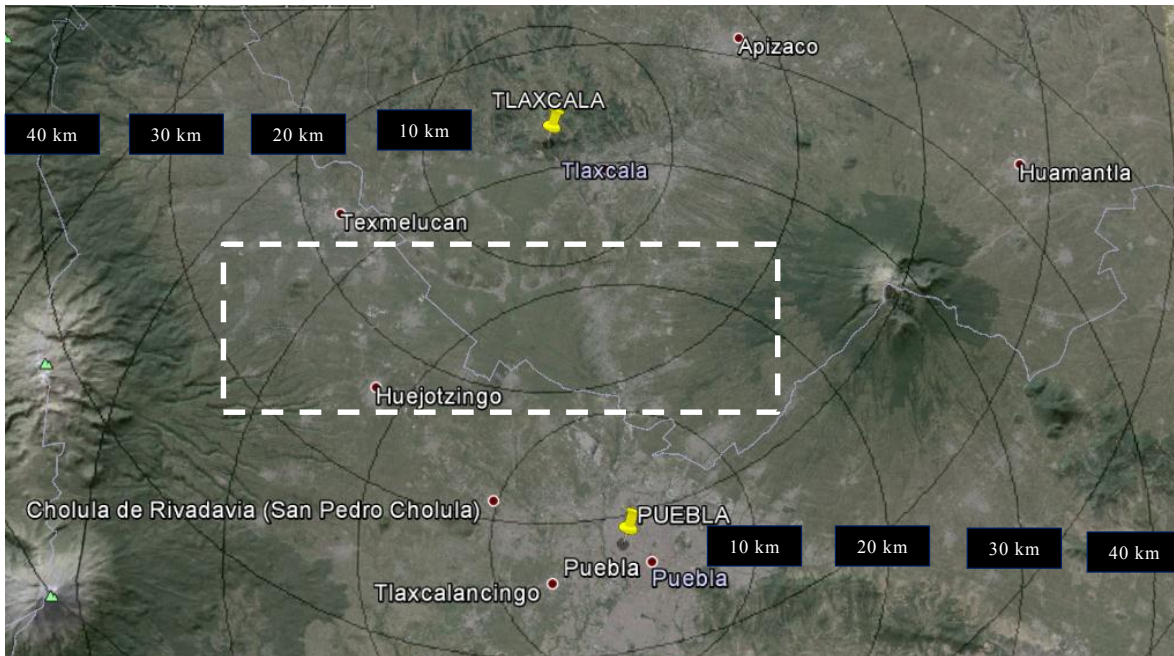 Apizaco
TLAXCALA
40 km
30 km
20 km
10 km
Tlaxcala
Huamantla
Texmelucan
Huejotzingo
Cholula de Rivadavia (San Pedro Cholula)
PUEBLA
10 km
20 km
30 km
40 km
Puebla
Puebla
Tlaxcalancingo